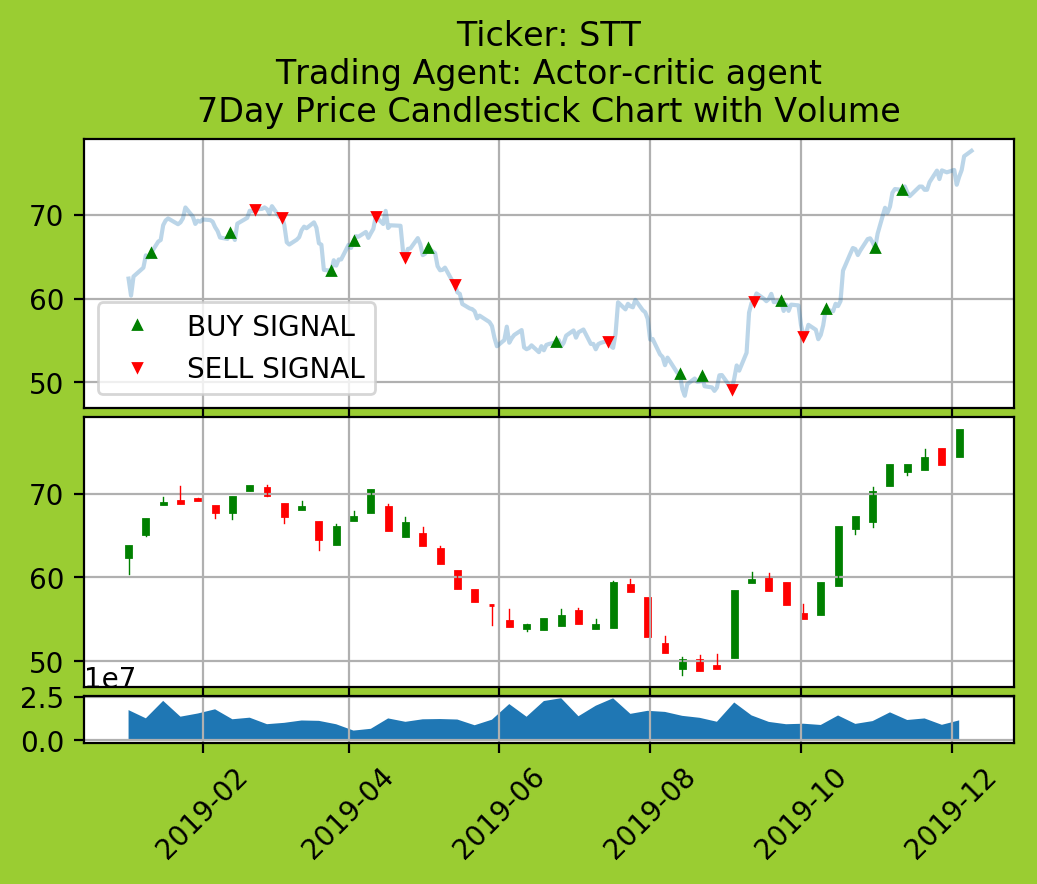 Ticker: STT
Trading Agent: Actor-critic agent
7Day Price Candlestick Chart with Volume
70
60
50
BUY SIGNAL
SELL SIGNAL
70
60
50
1e7
2.5
0.0
2019-02
2019-04
2019-06
2019-08
2019-10
2019-12